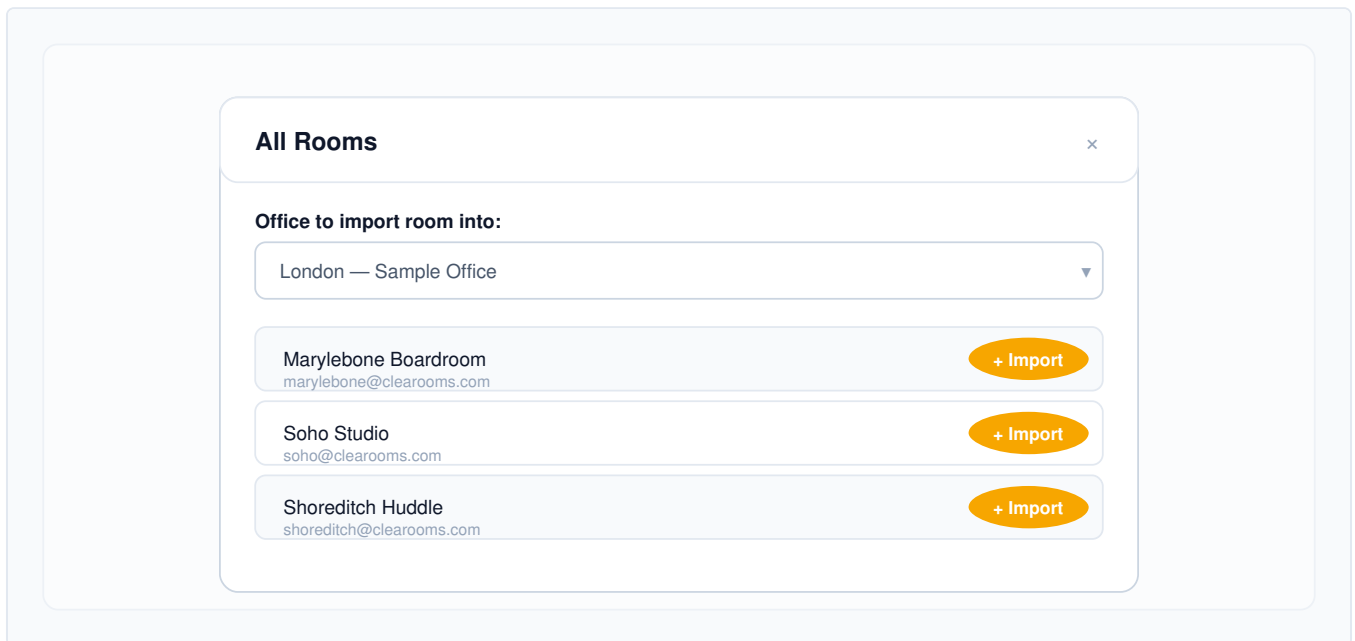 All Rooms
×
Office to import room into:
London — Sample Office
▼
Marylebone Boardroom
+ Import
marylebone@clearooms.com
Soho Studio
+ Import
soho@clearooms.com
Shoreditch Huddle
+ Import
shoreditch@clearooms.com